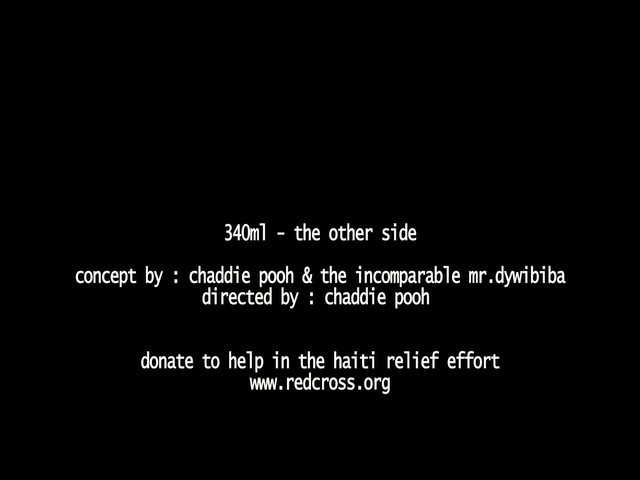 340ml - the other side
concept by : chaddie pooh & the incomparable mr.dywibiba
directed by : chaddie pooh
donate to help in the haiti relief effort
www.redcross.org